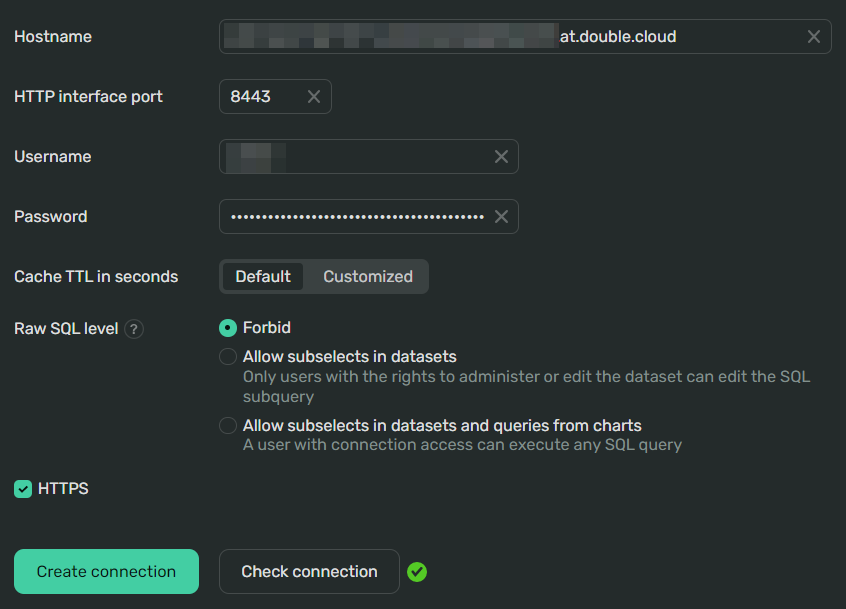 Hostname
at.double.cloud
HTTP interface port
8443
Username
Password
••••••••••••••••••••••••••••••••••••••••
Cache TTL in seconds
Default Customized
Raw SQL level ?
Forbid
Allow subselects in datasets
Only users with the rights to administer or edit the dataset can edit the SQL
subquery
Allow subselects in datasets and queries from charts
A user with connection access can execute any SQL query
HTTPS
Create connection
Check connection